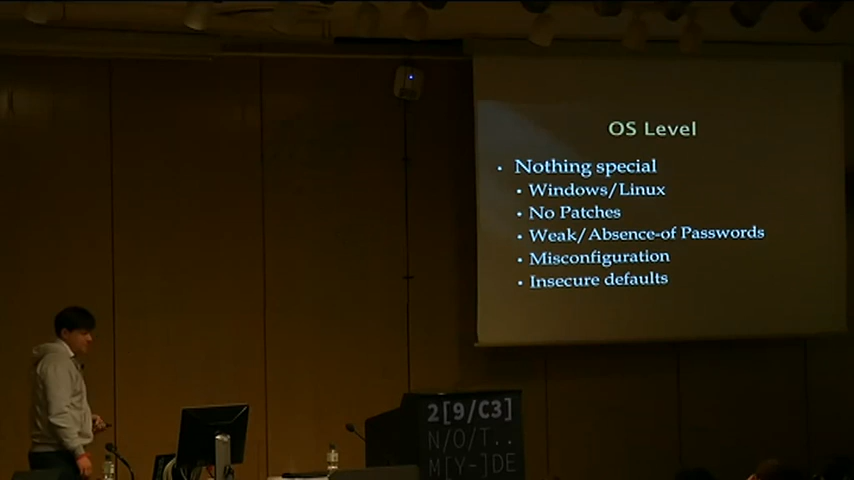 OS Level
• Nothing special
• Windows/Linux
• No Patches
• Weak/Absence-of Passwords
• Misconfiguration
• Insecure defaults
2[9/C3]
N/O/T..
M[Y-]DE